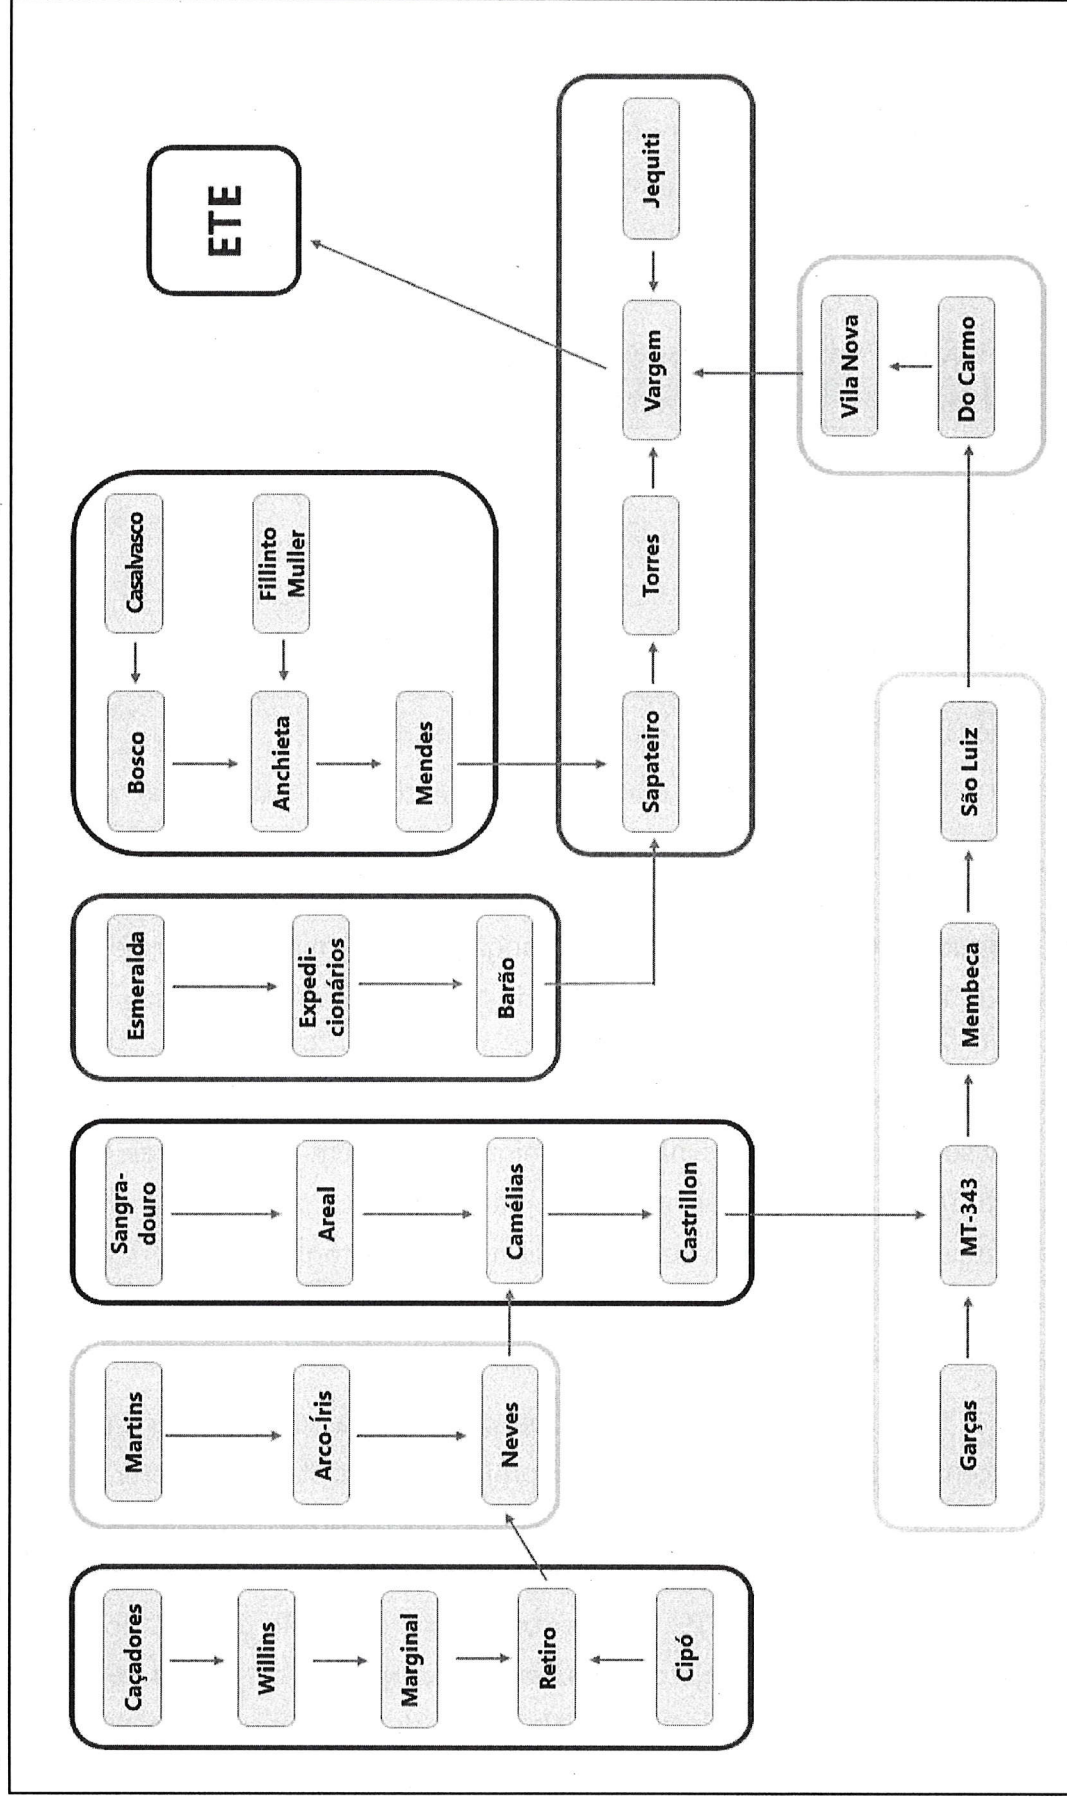 Caçadores
Willins
Marginal
Retiro
Cipó
Martins
Arco-íris
Neves
Sangra-
douro
Areal
Camélias
Castrillon
Esmeralda
Expedi-
cionários
Barão
Casalvasco
Bosco
Fillinto
Muller
Anchieta
Mendes
ETE
Sapateiro
Torres
Vargem
Jequiti
Vila Nova
Do Carmo
Garças
MT-343
Membeca
São Luiz